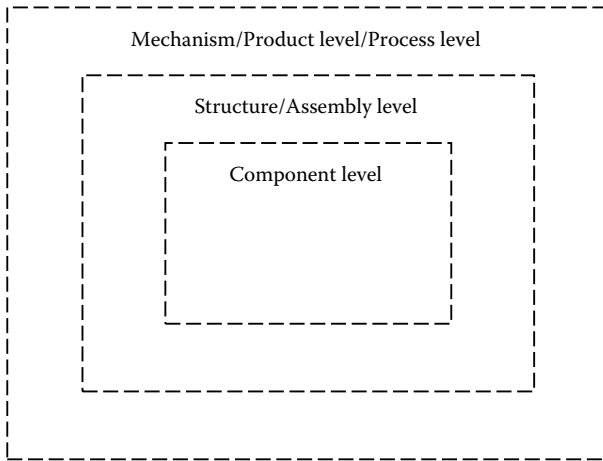 Mechanism/Product level/Process level
Structure/Assembly level
Component level